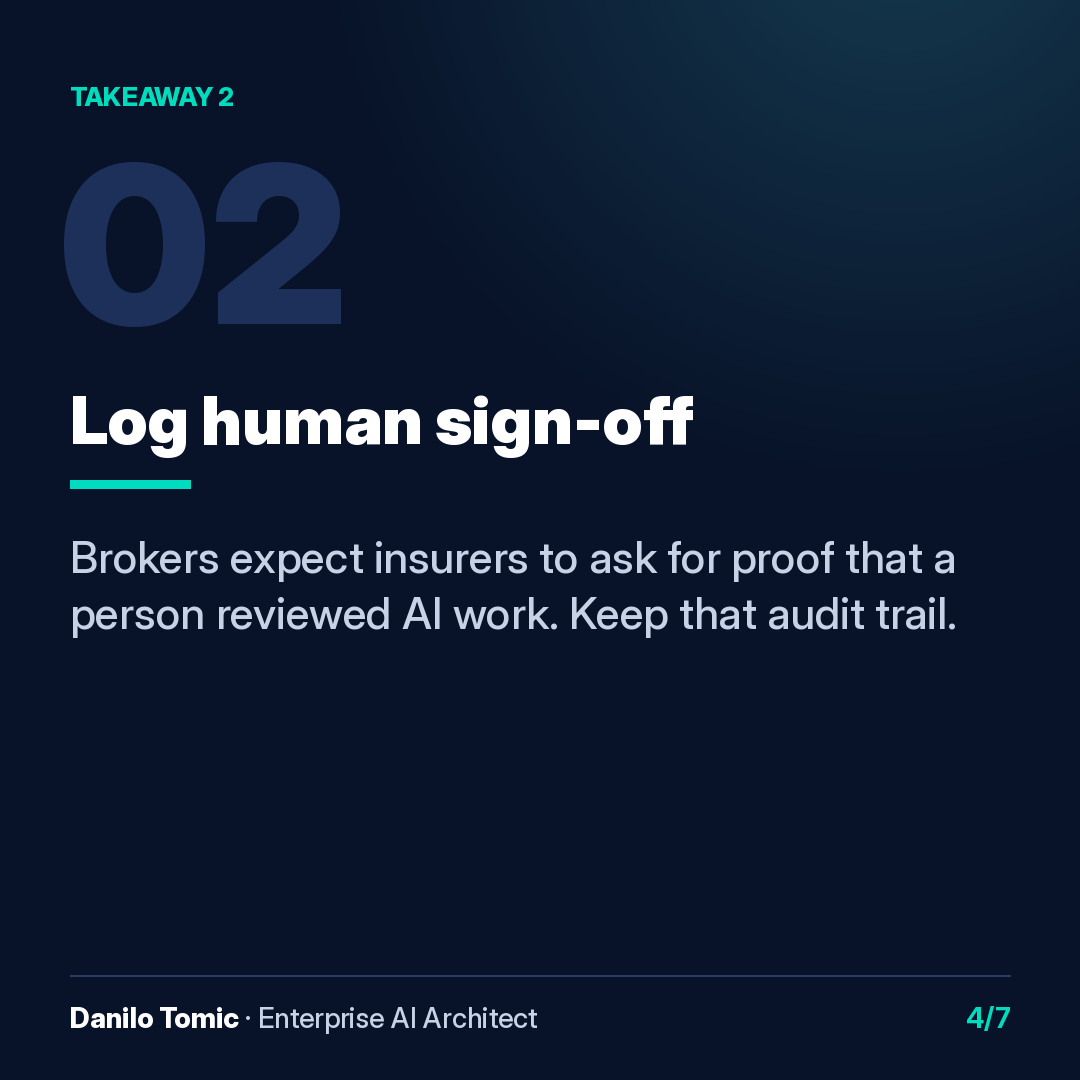 TAKEAWAY 2
02
Log human sign-off
Brokers expect insurers to ask for proof that a
person reviewed AI work. Keep that audit trail.
Danilo Tomic · Enterprise AI Architect
4/7